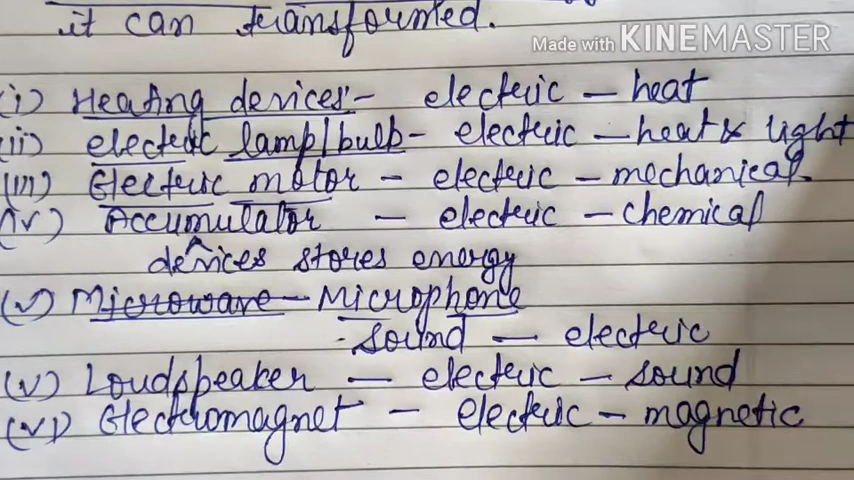 it can transformed.
Made with KINEMASTER
(i) Heating devices:- electric - heat
(ii) electric lamp/bulb- electric - heat & light
(iii) Electric motor - electric - mechanical.
(iv) Accumulator - electric - chemical
devices stores energy
(v) Microwave - Microphone
sound - electric
(v) Loudspeaker - electric - sound
(vi) Electromagnet - electric - magnetic